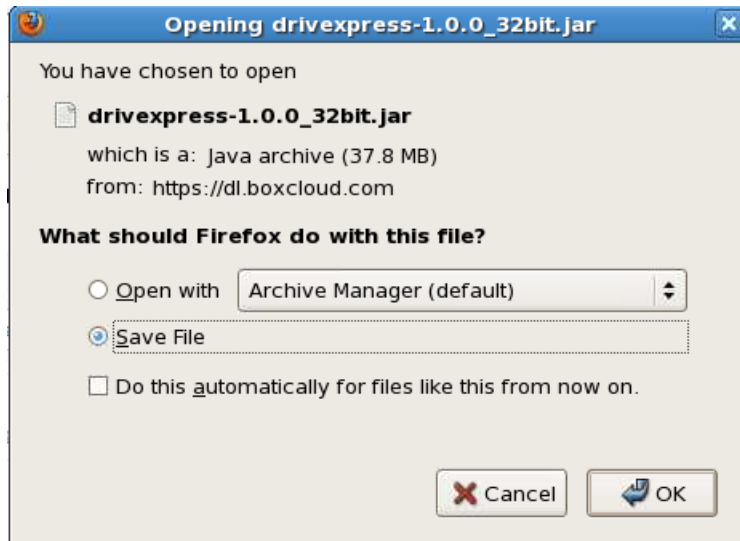 Opening drivexpress-1.0.0_32bit.jar
You have chosen to open
drivexpress-1.0.0_32bit.jar
which is a: Java archive (37.8 MB)
from: https://dl.boxcloud.com
What should Firefox do with this file?
Open with Archive Manager (default)
Save File
Do this automatically for files like this from now on.
Cancel OK